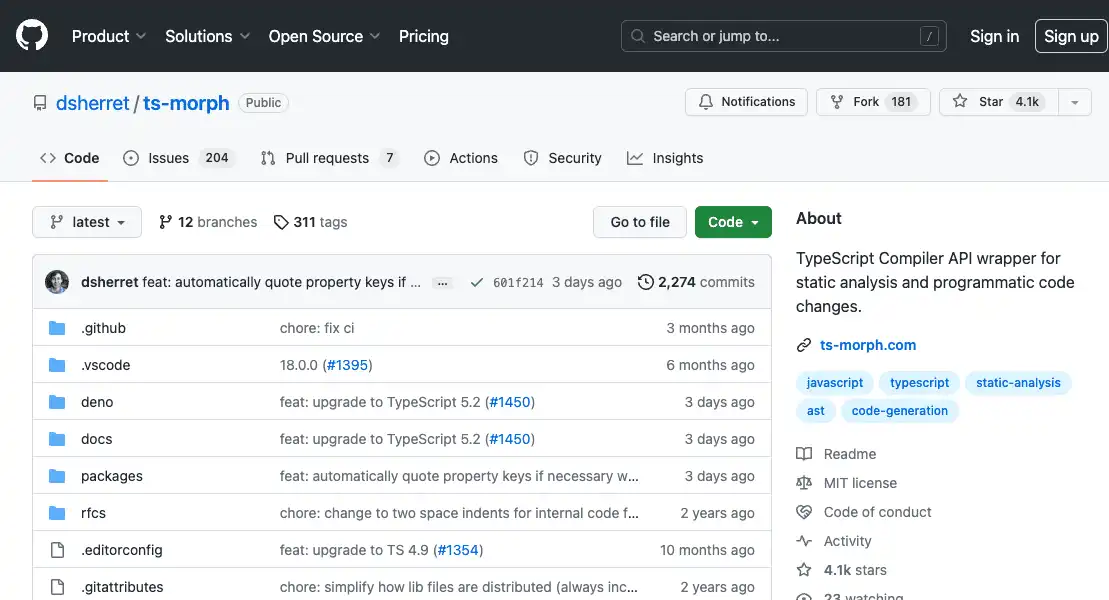 Product Solutions Open Source Pricing Search or jump to... / Sign in Sign up
dsherret / ts-morph Public Notifications Fork 181 Star 4.1k
Code Issues 204 Pull requests 7 Actions Security Insights
latest 12 branches 311 tags Go to file Code
dsherret feat: automatically quote property keys if ... ... 601f214 3 days ago 2,274 commits
.github chore: fix ci 3 months ago
.vscode 18.0.0 (#1395) 6 months ago
deno feat: upgrade to TypeScript 5.2 (#1450) 3 days ago
docs feat: upgrade to TypeScript 5.2 (#1450) 3 days ago
packages feat: automatically quote property keys if necessary w... 3 days ago
rfcs chore: change to two space indents for internal code f... 2 years ago
.editorconfig feat: upgrade to TS 4.9 (#1354) 10 months ago
.gitattributes chore: simplify how lib files are distributed (always inc... 2 years ago
About
TypeScript Compiler API wrapper for
static analysis and programmatic code
changes.
ts-morph.com
javascript typescript static-analysis
ast code-generation
Readme
MIT license
Code of conduct
Activity
4.1k stars
23 watching